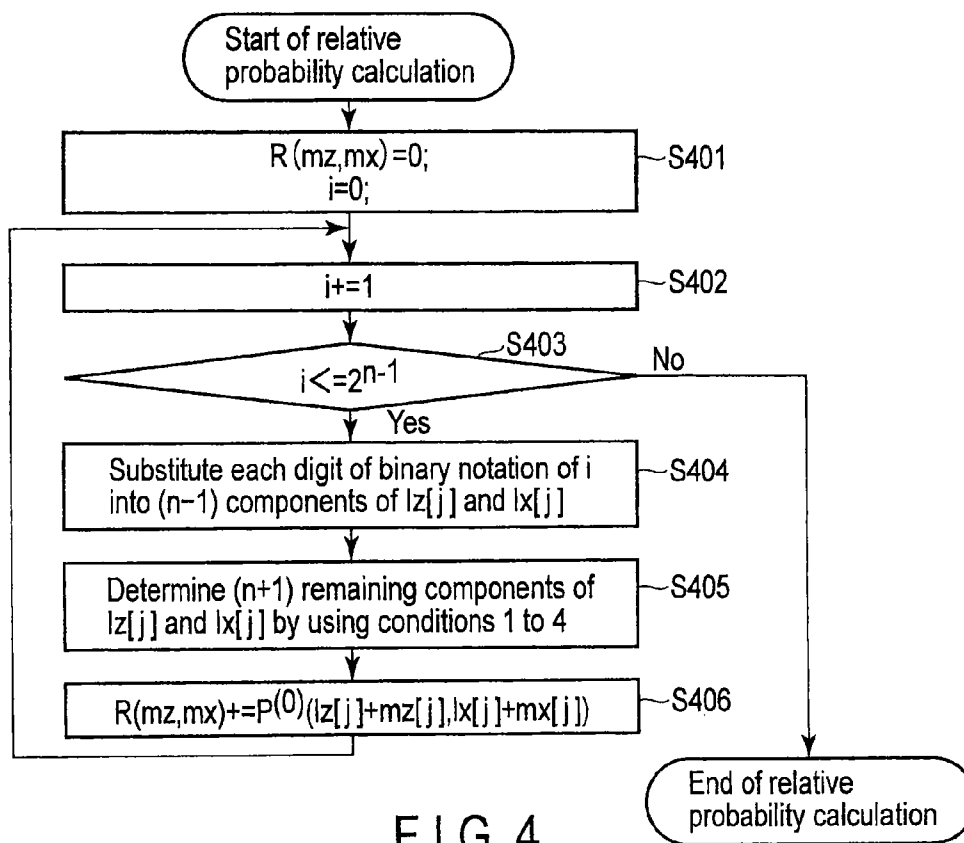 Start of relative
probability calculation
R(mz,mx)=0;
i=0;
S401
i+=1
S402
S403
i<=2^{n-1}
No
Yes
Substitute each digit of binary notation of i
into (n-1) components of lz[j] and lx[j]
S404
Determine (n+1) remaining components of
lz[j] and lx[j] by using conditions 1 to 4
S405
R(mz,mx)+=P^{(0)}(lz[j]+mz[j],lx[j]+mx[j])
S406
End of relative
probability calculation
FIG. 4